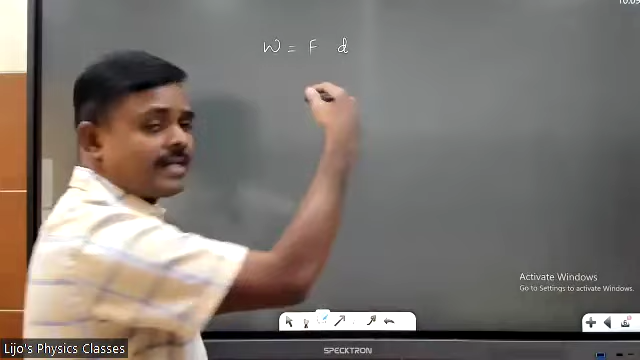 W = F d
Activate Windows
Go to Settings to activate Windows.
Lijo's Physics Classes
SPECKTRON